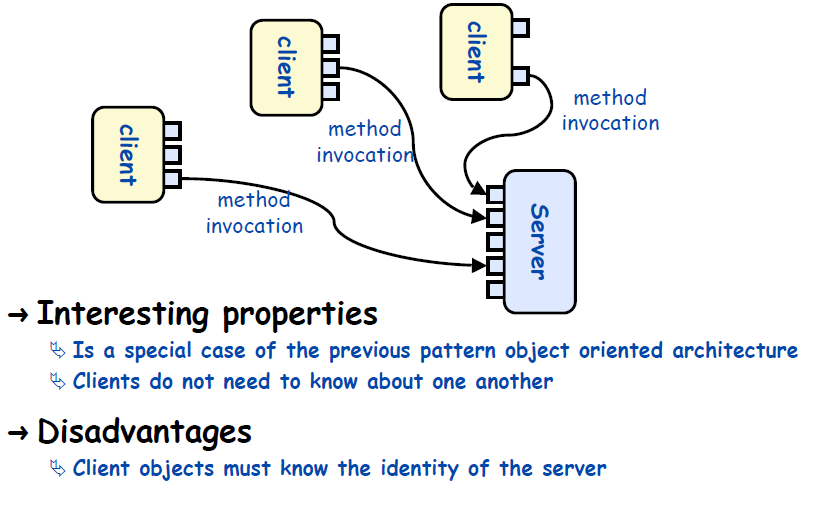 client
client
client
method
invocation
method
invocation
method
invocation
Server
→ Interesting properties
Is a special case of the previous pattern object oriented architecture
Clients do not need to know about one another
→ Disadvantages
Client objects must know the identity of the server